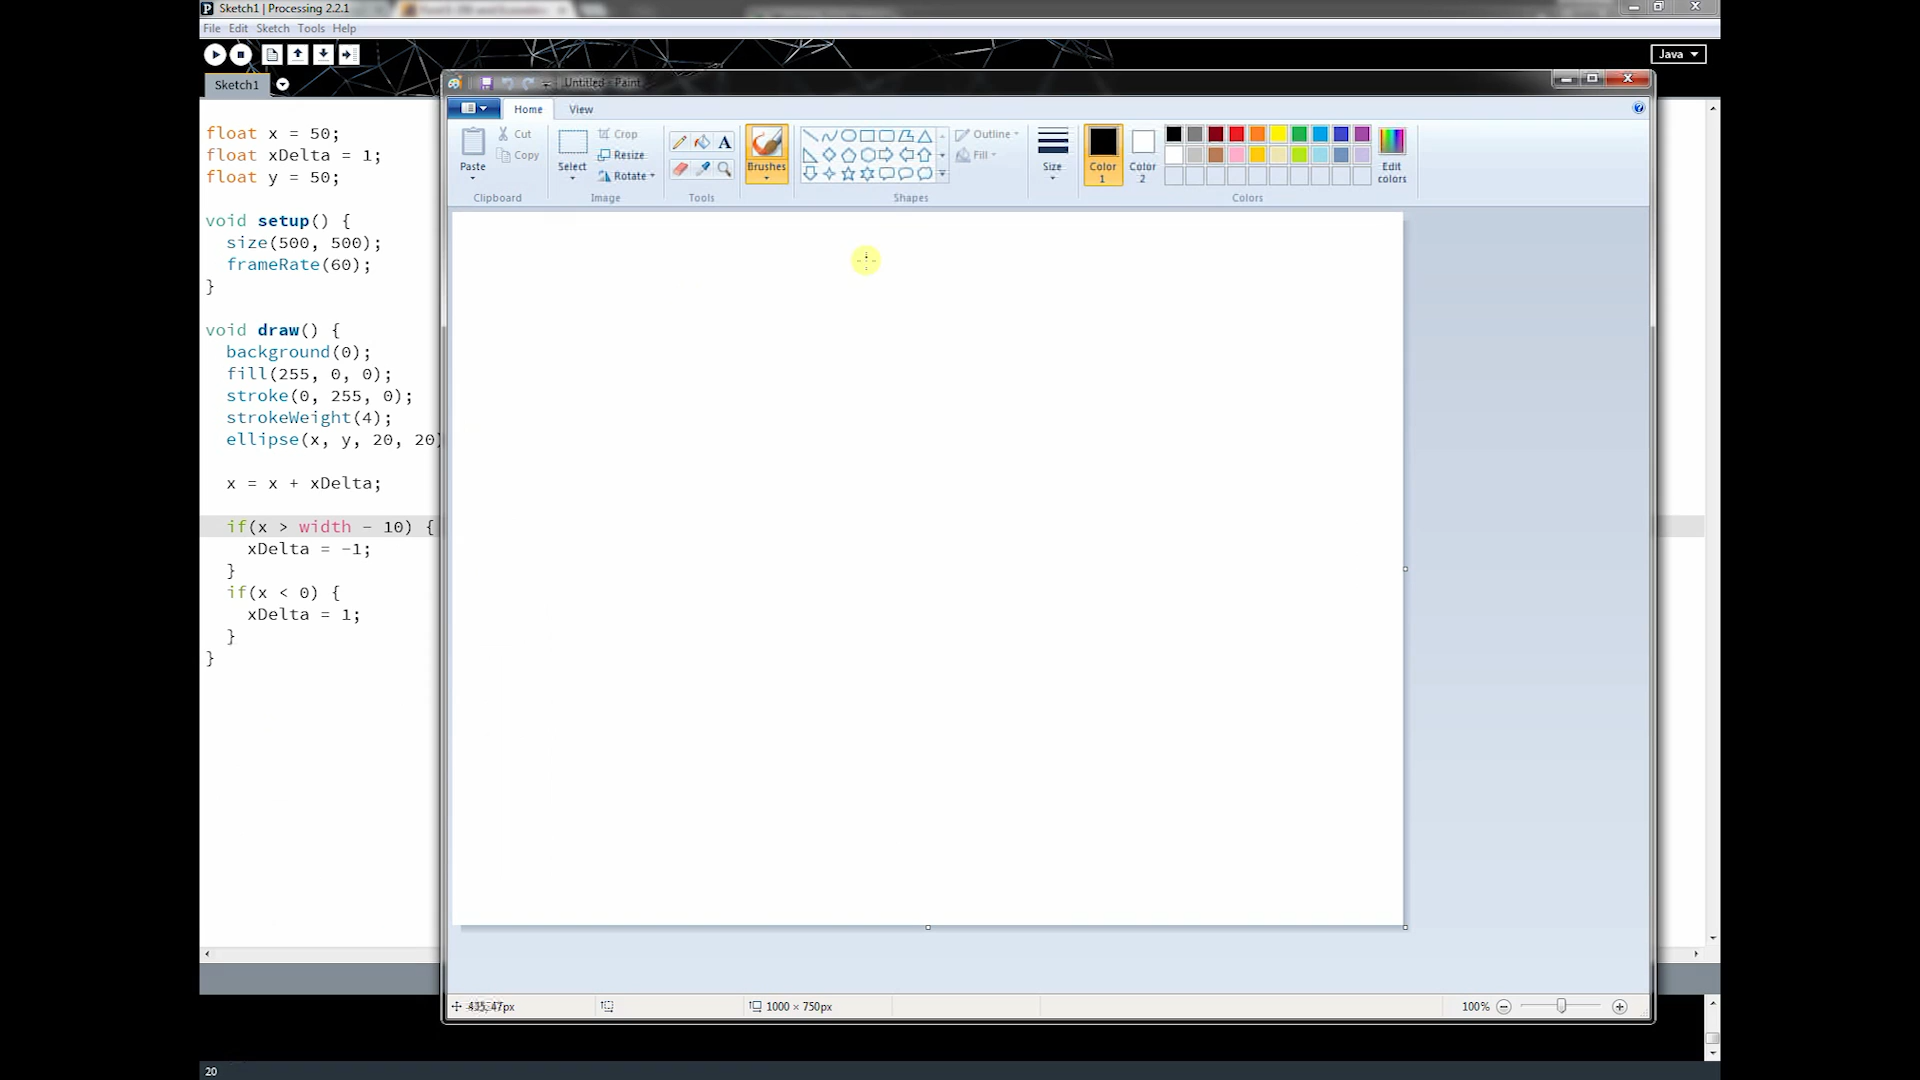 Sketch1 | Processing 2.2.1
File Edit Sketch Tools Help
Java
Sketch1
float x = 50;
float xDelta = 1;
float y = 50;
void setup() {
size(500, 500);
frameRate(60);
}
void draw() {
background(0);
fill(255, 0, 0);
stroke(0, 255, 0);
strokeWeight(4);
ellipse(x, y, 20, 20)
x = x + xDelta;
if(x > width - 10) {
xDelta = -1;
}
if(x < 0) {
xDelta = 1;
}
}
20
Untitled - Paint
Home View
Paste
Cut
Copy
Clipboard
Select
Crop
Resize
Rotate
Image
A
Tools
Brushes
Outline
Fill
Shapes
Size
Color 1
Color 2
Edit colors
Colors
1000 × 750px
100%